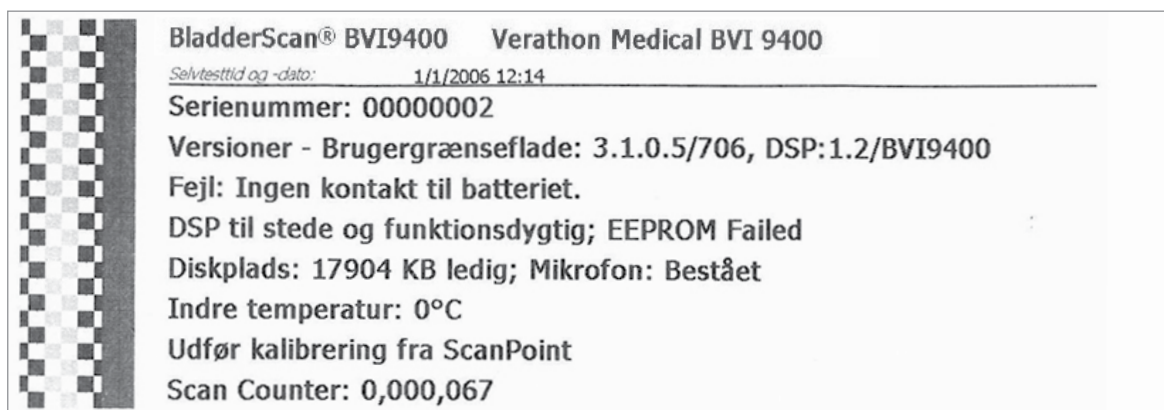 BladderScan® BVI9400 Verathon Medical BVI 9400
Selvtesttid og -dato: 1/1/2006 12:14
Serienummer: 00000002
Versioner - Brugergrænseflade: 3.1.0.5/706, DSP:1.2/BVI9400
Fejl: Ingen kontakt til batteriet.
DSP til stede og funktionsdygtig; EEPROM Failed
Diskplads: 17904 KB ledig; Mikrofon: Bestået
Indre temperatur: 0°C
Udfør kalibrering fra ScanPoint
Scan Counter: 0,000,067